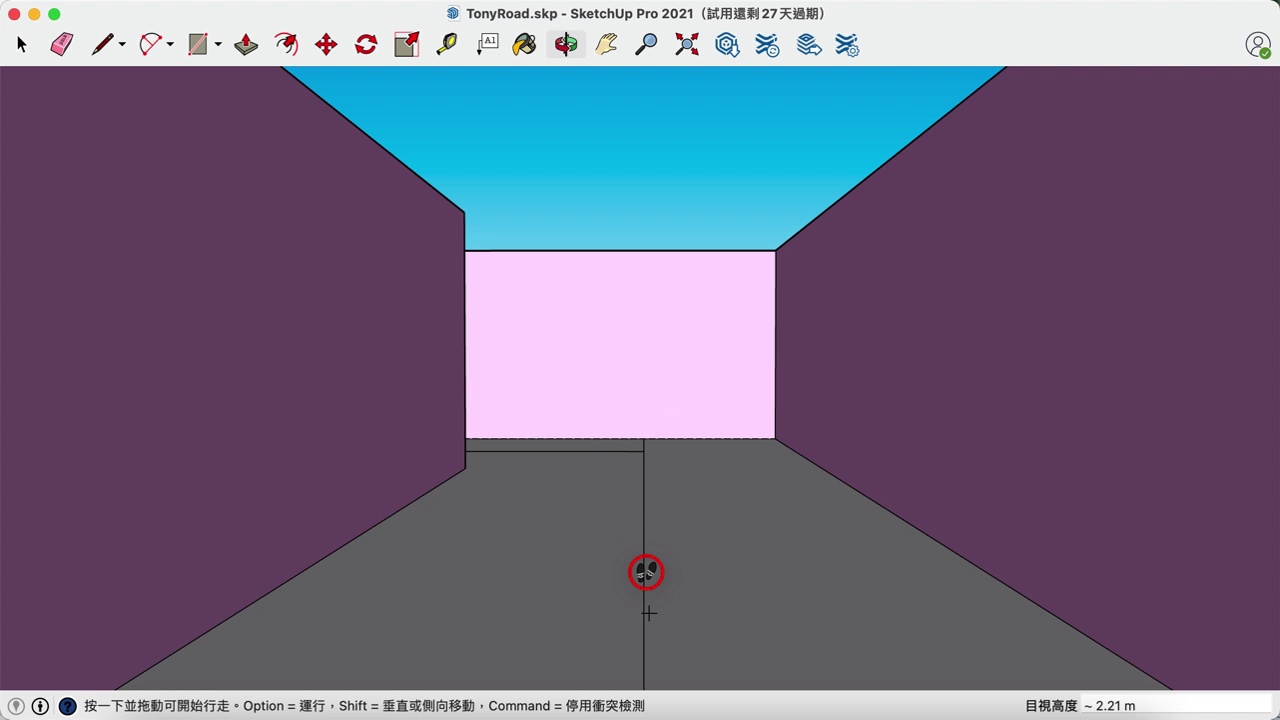 TonyRoad.skp - SketchUp Pro 2021（試用還剩 27 天過期）
A1
按一下並拖動可開始行走。Option = 運行，Shift = 垂直或側向移動，Command = 停用衝突檢測
目視高度 ~ 2.21 m